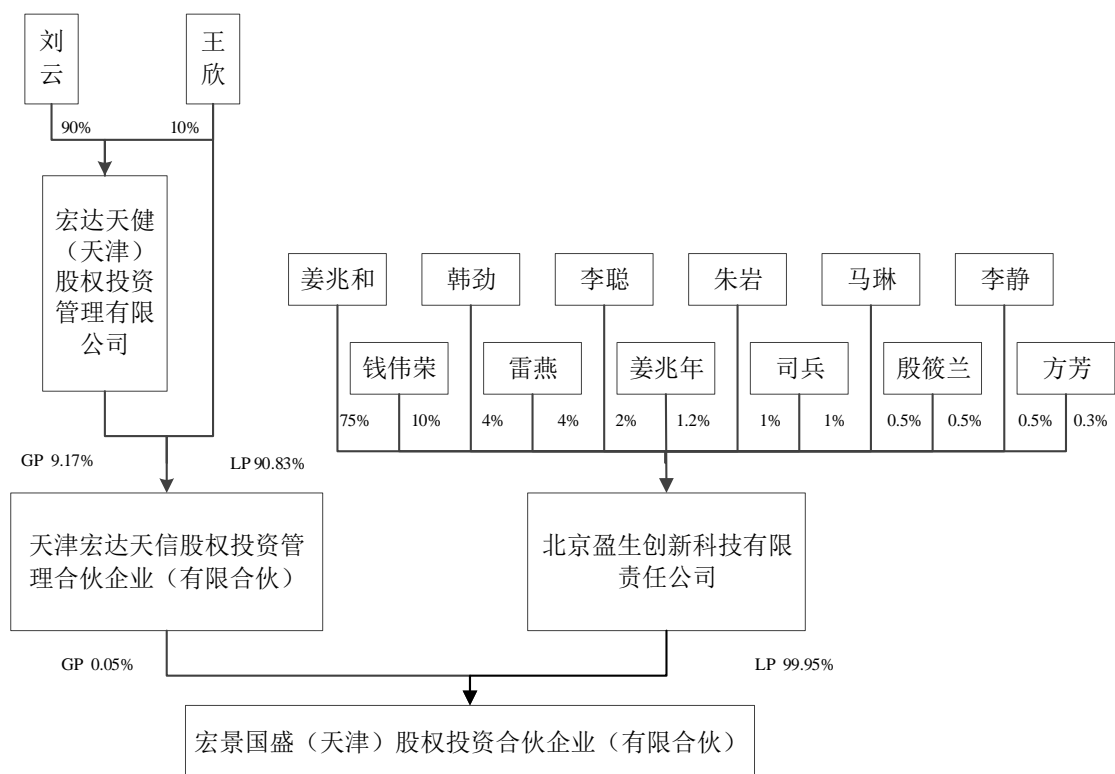 刘
云
王
欣
90%
10%
宏达天健
（天津）
股权投资
管理有限
公司
姜兆和
韩劲
李聪
朱岩
马琳
李静
钱伟荣
雷燕
姜兆年
司兵
殷筱兰
方芳
75%
10%
4%
4%
2%
1.2%
1%
1%
0.5%
0.5%
0.5%
0.3%
GP 9.17%
LP 90.83%
天津宏达天信股权投资管
理合伙企业（有限合伙）
北京盈生创新科技有限
责任公司
GP 0.05%
LP 99.95%
宏景国盛（天津）股权投资合伙企业（有限合伙）